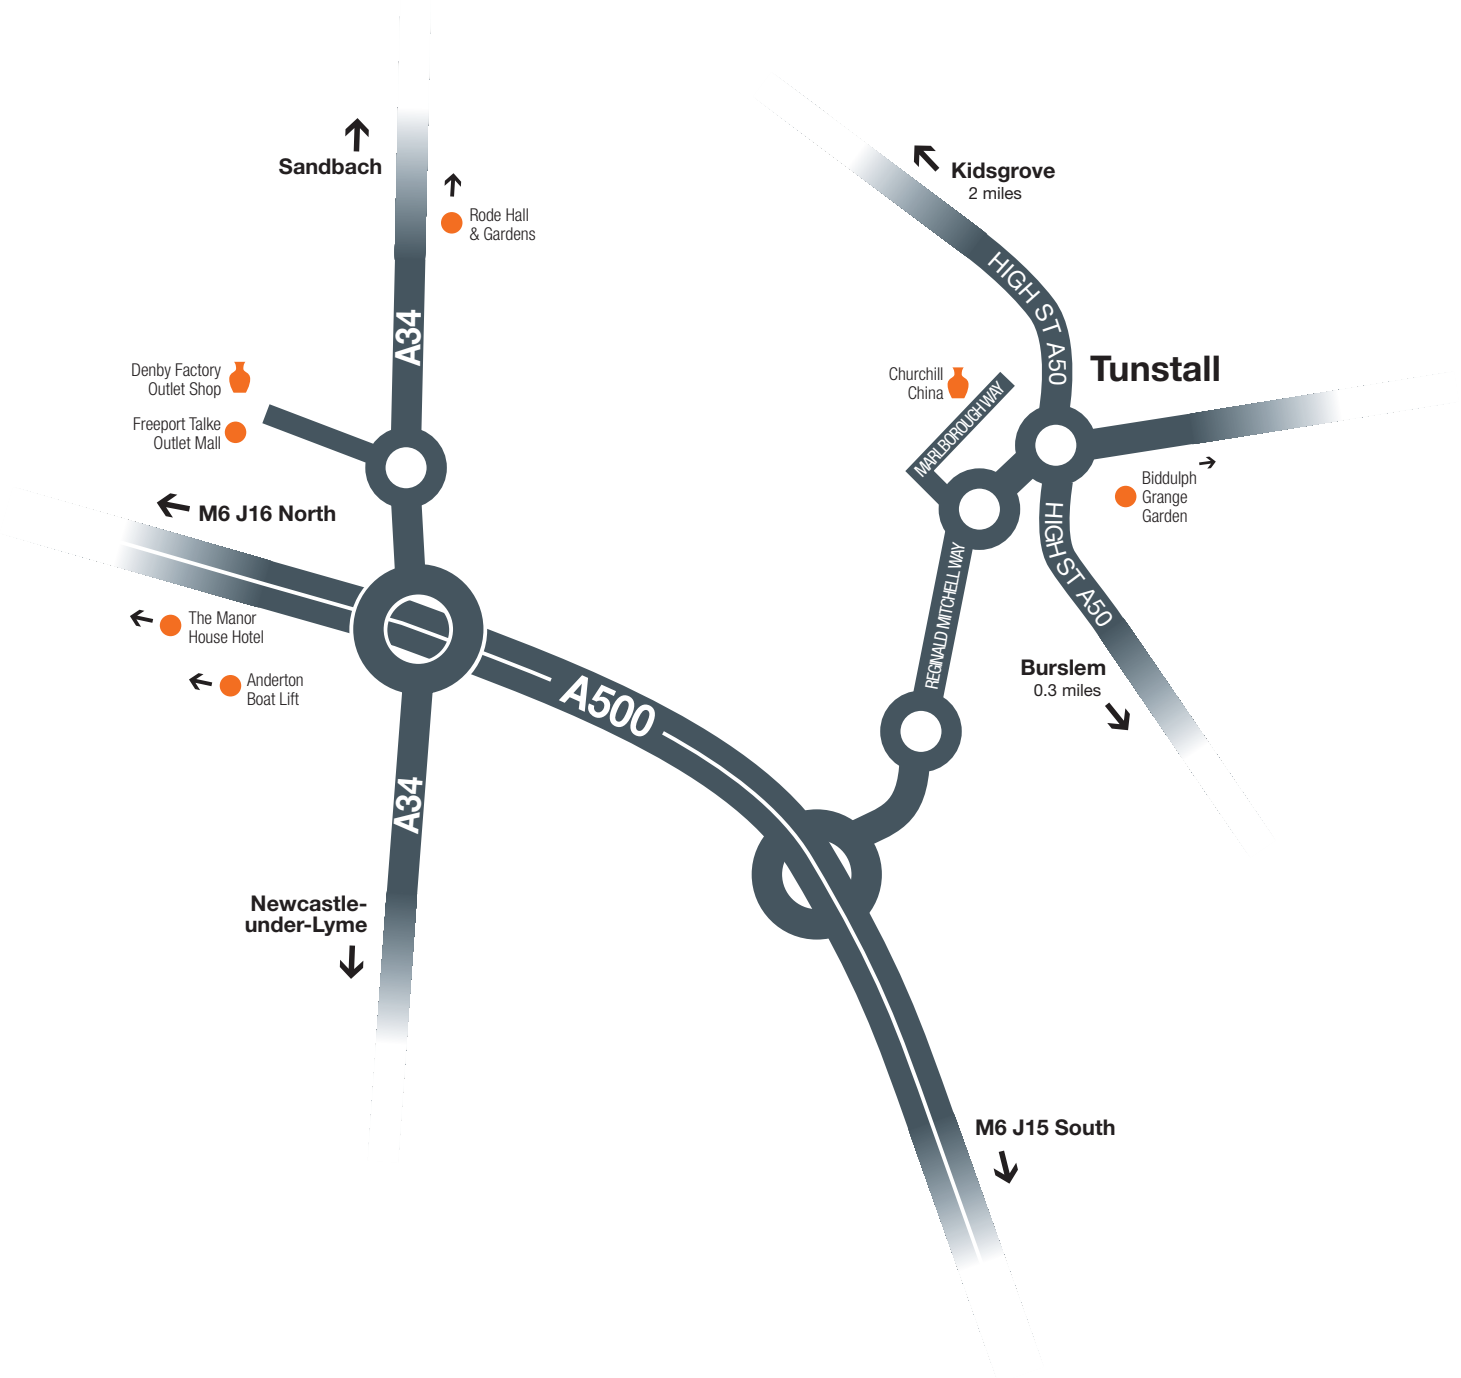 Sandbach
Rode Hall
& Gardens
A34
Denby Factory
Outlet Shop
Freeport Talke
Outlet Mall
M6 J16 North
The Manor
House Hotel
Anderton
Boat Lift
A500
A34
Newcastle-
under-Lyme
Kidsgrove
2 miles
HIGH ST A50
Tunstall
Churchill
China
MARLBOROUGH WAY
Biddulph
Grange
Garden
HIGH ST A50
REGINALD MITCHELL WAY
Burslem
0.3 miles
M6 J15 South